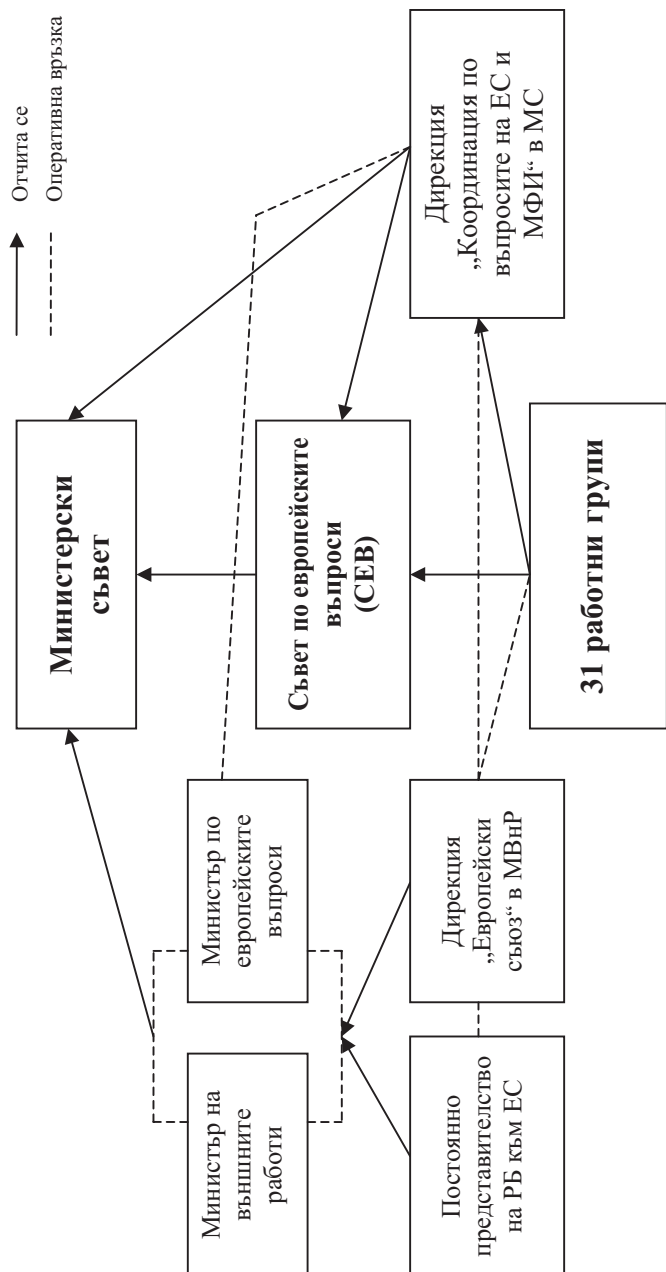 Отчита се
Оперативна връзка
Министерски
съвет
Министър на
външните
работи
Министър по
европейските
въпроси
Съвет по европейските
въпроси
(СЕВ)
Постоянно
представителство
на РБ към ЕС
Дирекция
„Европейски
съюз“ в МВнР
31 работни групи
Дирекция
„Координация по
въпросите на ЕС и
МФИ“ в МС